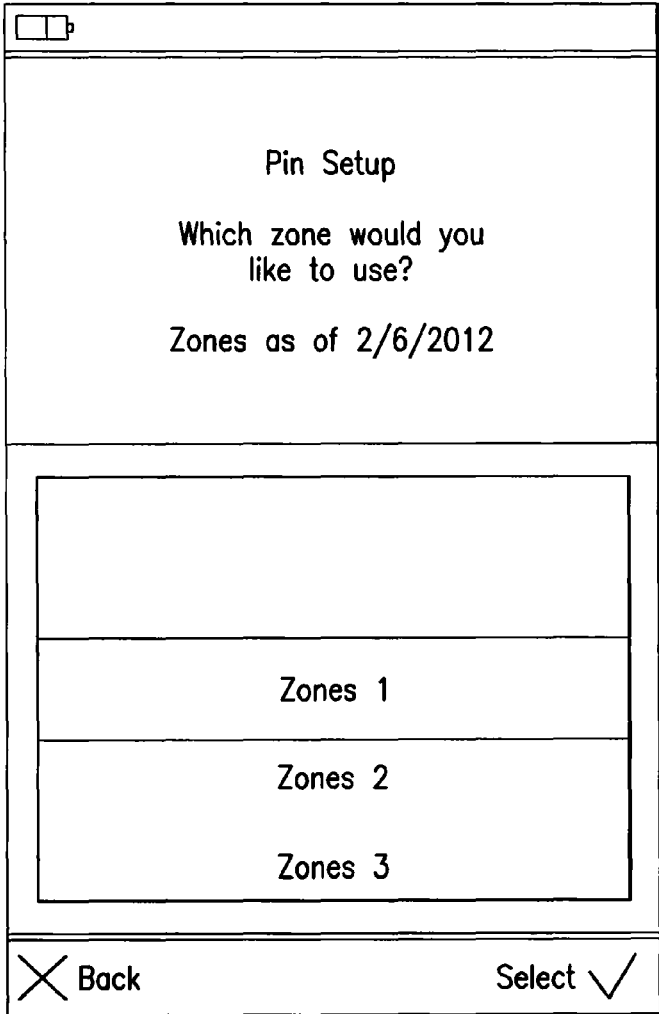 Pin Setup
Which zone would you
like to use?
Zones as of 2/6/2012
Zones 1
Zones 2
Zones 3
Back
Select